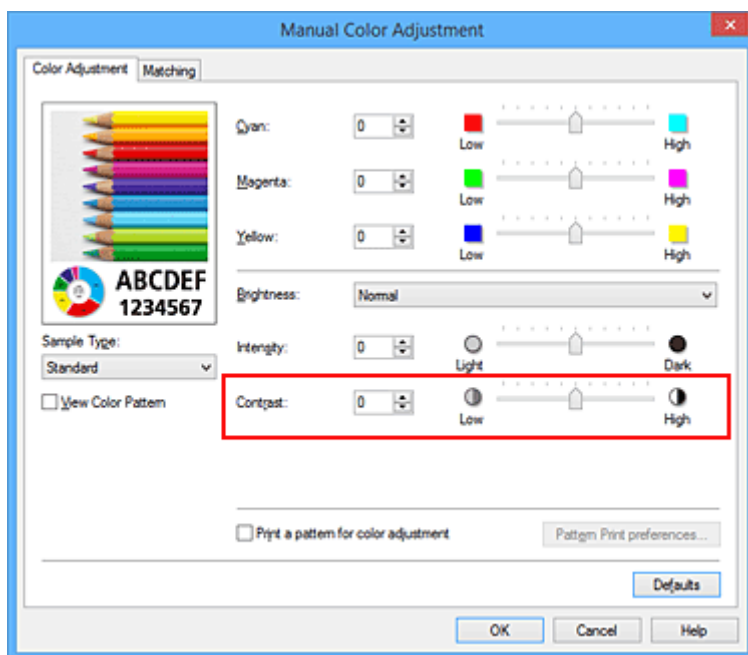 Manual Color Adjustment
Color Adjustment Matching
Cyan: 0 Low High
Magenta: 0 Low High
Yellow: 0 Low High
ABCDEF
1234567
Brightness: Normal
Sample Type:
Standard
Intensity: 0 Light Dark
View Color Pattern
Contrast: 0 Low High
Print a pattern for color adjustment Pattern Print preferences...
Defaults
OK Cancel Help